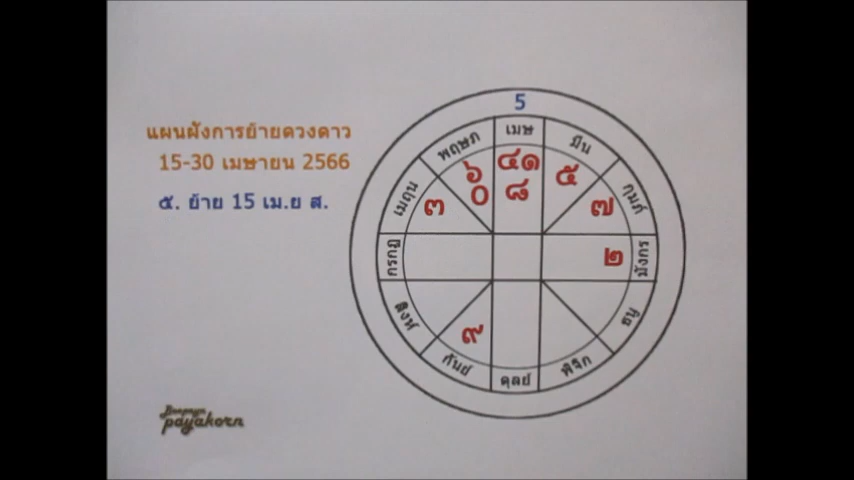 แผนผังการย้ายดวงดาว
15-30 เมษายน 2566
๕. ย้าย 15 เม.ย ส.
5
เมษ
พฤษภ
มีน
เมถุน
กุมภ์
กรกฎ
มังกร
สิงห์
ธนู
กันย์
ตุลย์
พิจิก
๔๑
๘
๖
๐
๕
๓
๗
๒
๙
payakorn